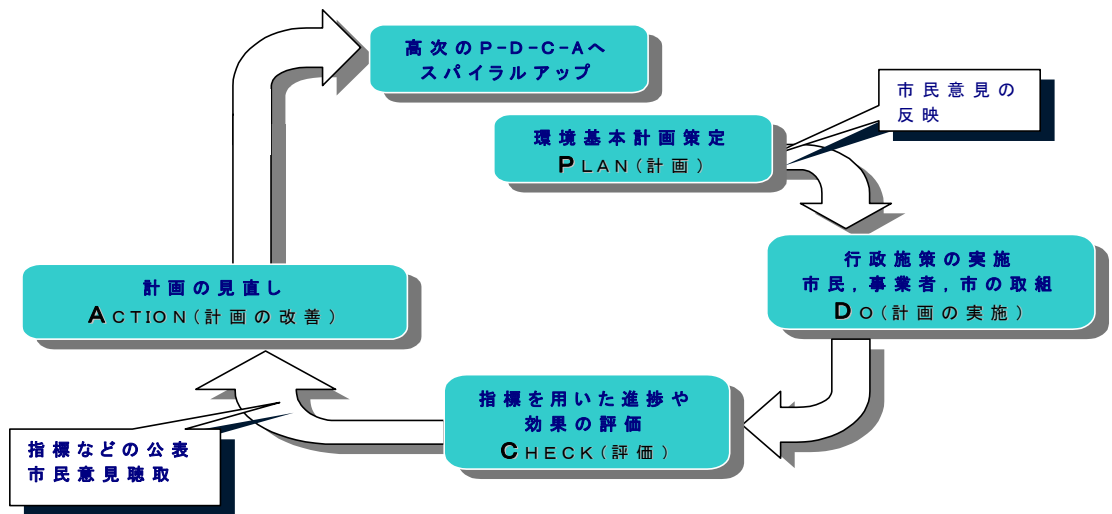 高次のP-D-C-Aへ
スパイラルアップ
市民意見の
反映
環境基本計画策定
PLAN(計画)
行政施策の実施
市民,事業者,市の取組
DO(計画の実施)
計画の見直し
ACTION(計画の改善)
指標を用いた進捗や
効果の評価
CHECK(評価)
指標などの公表
市民意見聴取